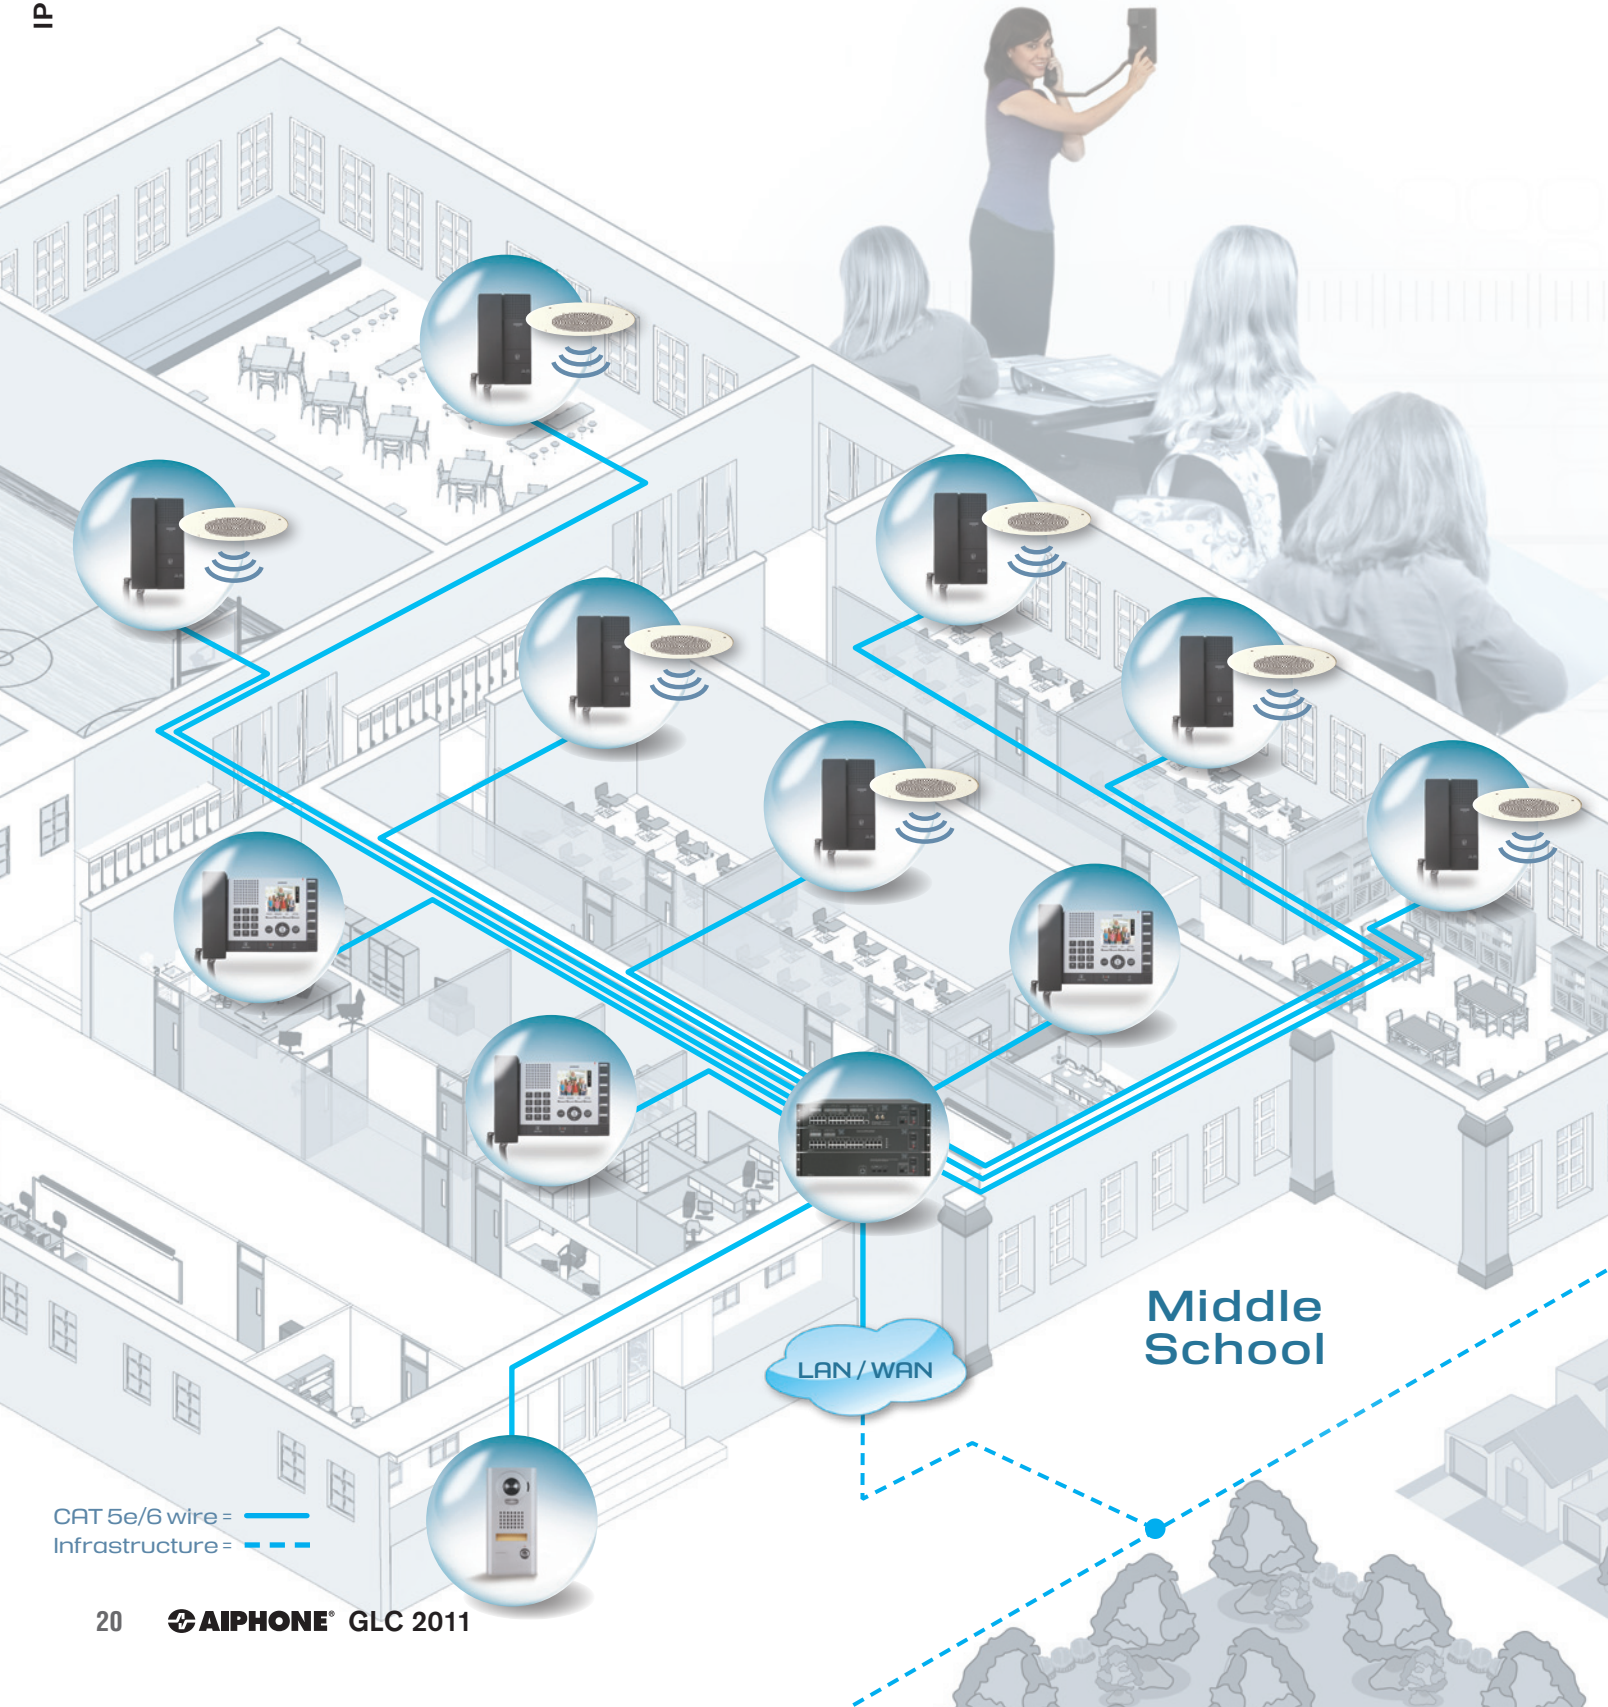 IP
Middle
School
LAN / WAN
CAT 5e/6 wire =
Infrastructure =
20 AIPHONE® GLC 2011